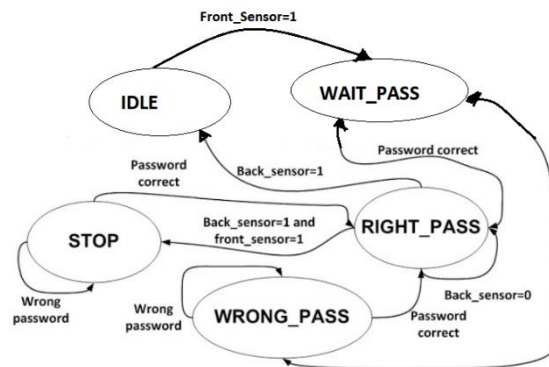 Front_Sensor=1
IDLE
WAIT_PASS
Password
correct
Back_sensor=1
Password correct
STOP
Back_sensor=1 and
front_sensor=1
RIGHT_PASS
Wrong
password
Wrong
password
WRONG_PASS
Password
correct
Back_sensor=0